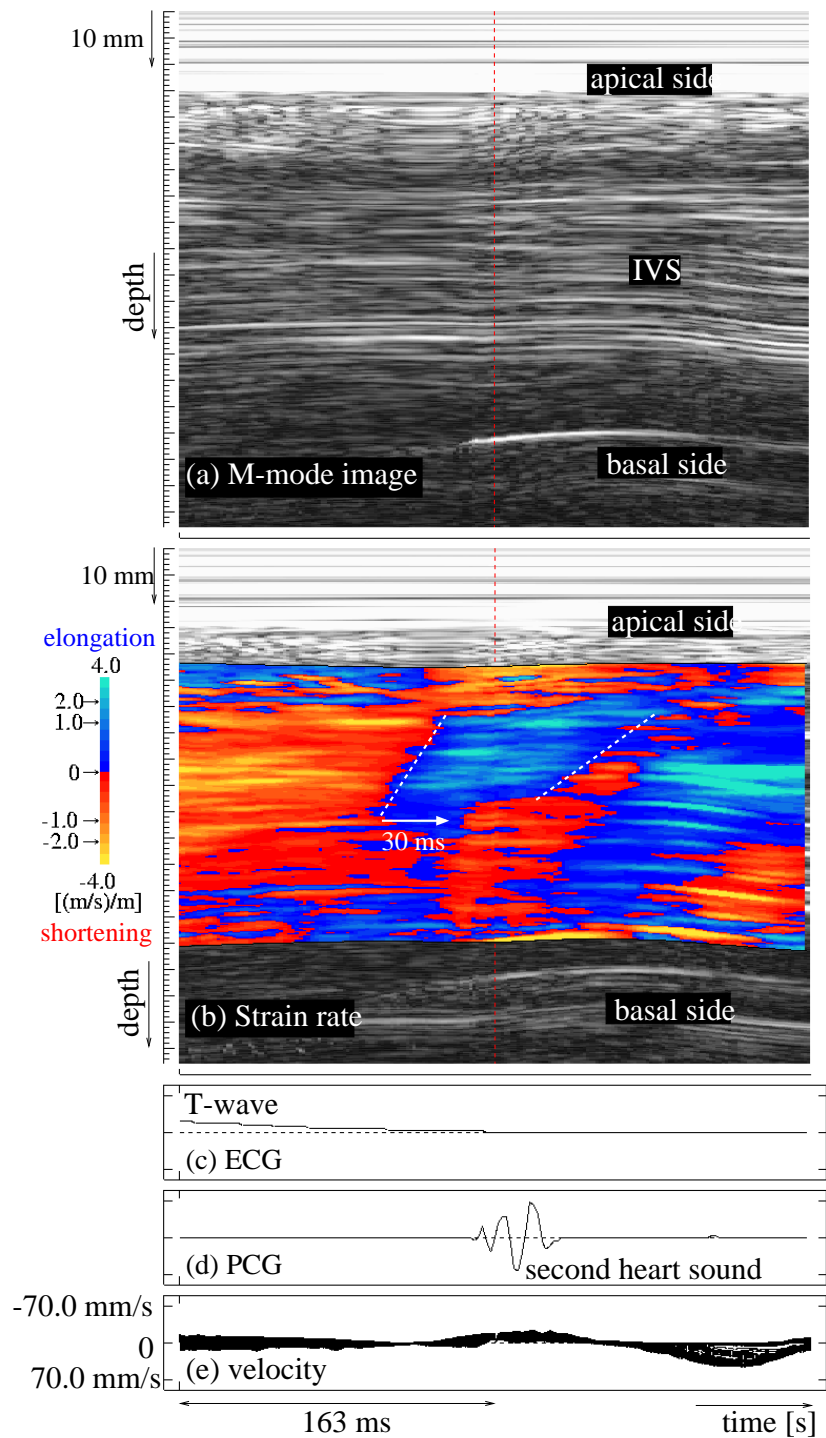 10 mm
apical side
depth
IVS
basal side
(a) M-mode image
10 mm
apical side
elongation
4.0
2.0
1.0
0
-1.0
-2.0
-4.0
[(m/s)/m]
shortening
30 ms
depth
(b) Strain rate
basal side
T-wave
(c) ECG
(d) PCG
second heart sound
-70.0 mm/s
0
70.0 mm/s
(e) velocity
163 ms
time [s]